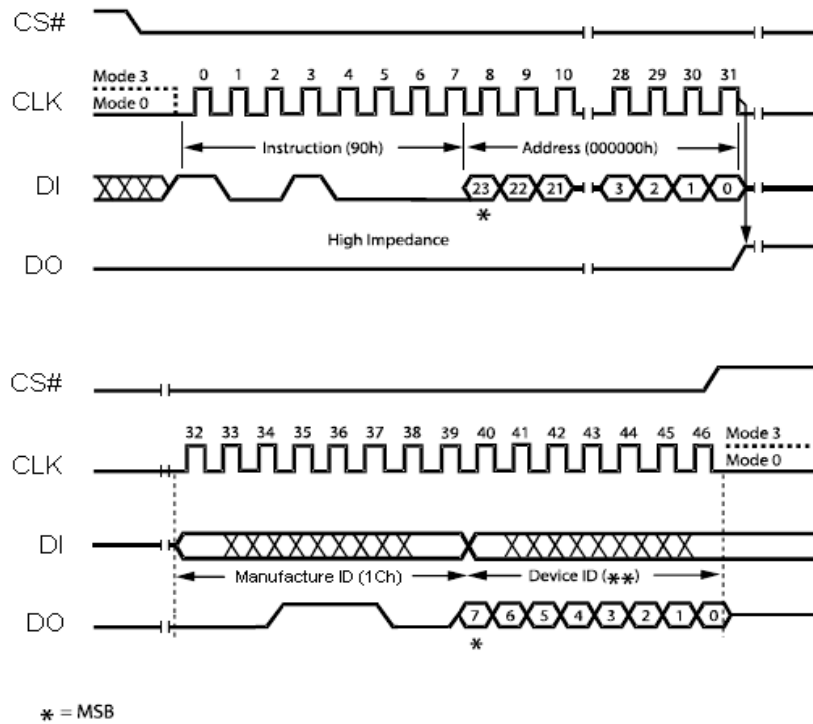 CS#
Mode 3
0 1 2 3 4 5 6 7 8 9 10 28 29 30 31
CLK
Mode 0
Instruction (90h) Address (000000h)
DI 23 22 21 3 2 1 0
*
High Impedance
DO
CS#
32 33 34 35 36 37 38 39 40 41 42 43 44 45 46 Mode 3
CLK Mode 0
DI
Manufacture ID (1Ch) Device ID (**)
DO 7 6 5 4 3 2 1 0
*
* = MSB